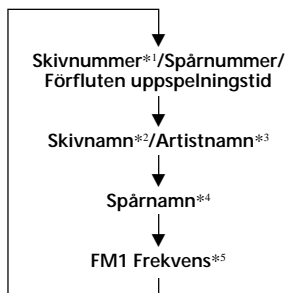 Skivnummer*1/Spårnummer/
Förfluten uppspelningstid
Skivnamn*2/Artistnamn*3
Spårnamn*4
FM1 Frekvens*5